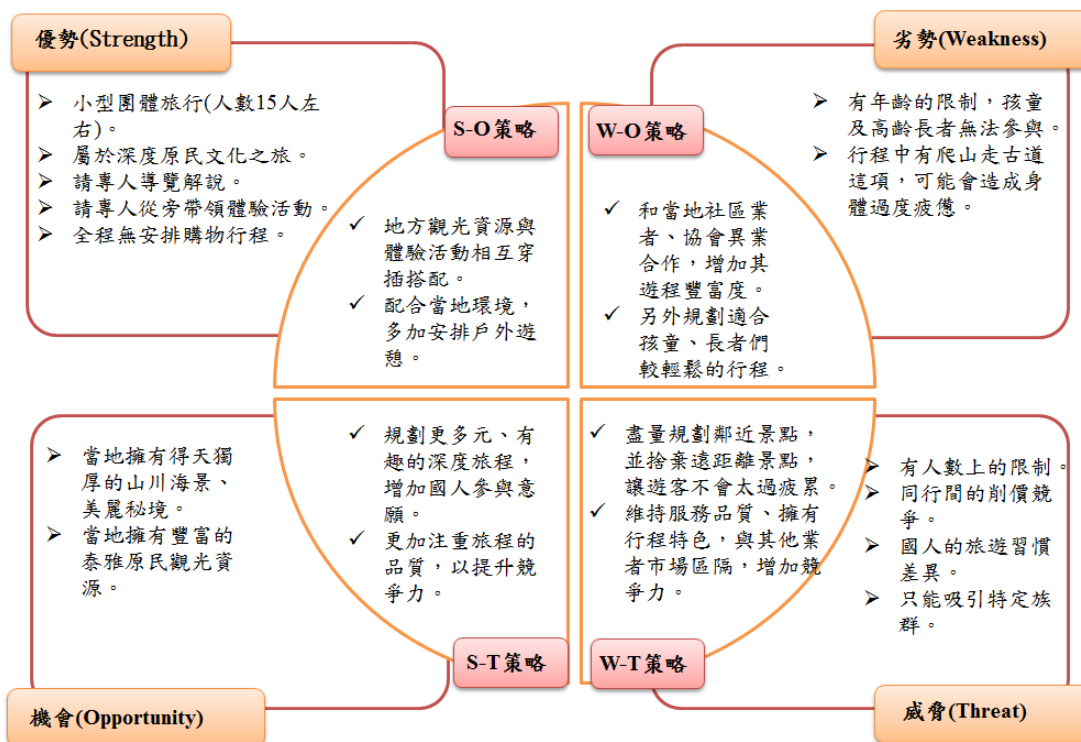 優勢(Strength)
➢ 小型團體旅行(人數15人左
右)。
➢ 屬於深度原民文化之旅。
➢ 請專人導覽解說。
➢ 請專人從旁帶領體驗活動。
➢ 全程無安排購物行程。
S-O策略
✓ 地方觀光資源與
體驗活動相互穿
插搭配。
✓ 配合當地環境，
多加安排戶外遊
憩。
W-O策略
✓ 和當地社區業
者、協會異業
合作，增加其
遊程豐富度。
✓ 另外規劃適合
孩童、長者們
較輕鬆的行程。
劣勢(Weakness)
➢ 有年齡的限制，孩童
及高齡長者無法參與。
➢ 行程中有爬山走古道
這項，可能會造成身
體過度疲憊。
➢ 當地擁有得天獨
厚的山川海景、
美麗秘境。
➢ 當地擁有豐富的
泰雅原民觀光資
源。
機會(Opportunity)
✓ 規劃更多元、有
趣的深度旅程，
增加國人參與意
願。
✓ 更加注重旅程的
品質，以提升競
爭力。
S-T策略
✓ 盡量規劃鄰近景點，
並捨棄遠距離景點，
讓遊客不會太過疲累。
✓ 維持服務品質、擁有
行程特色，與其他業
者市場區隔，增加競
爭力。
W-T策略
➢ 有人數上的限制。
➢ 同行間的削價競
爭。
➢ 國人的旅遊習慣
差異。
➢ 只能吸引特定族
群。
威脅(Threat)